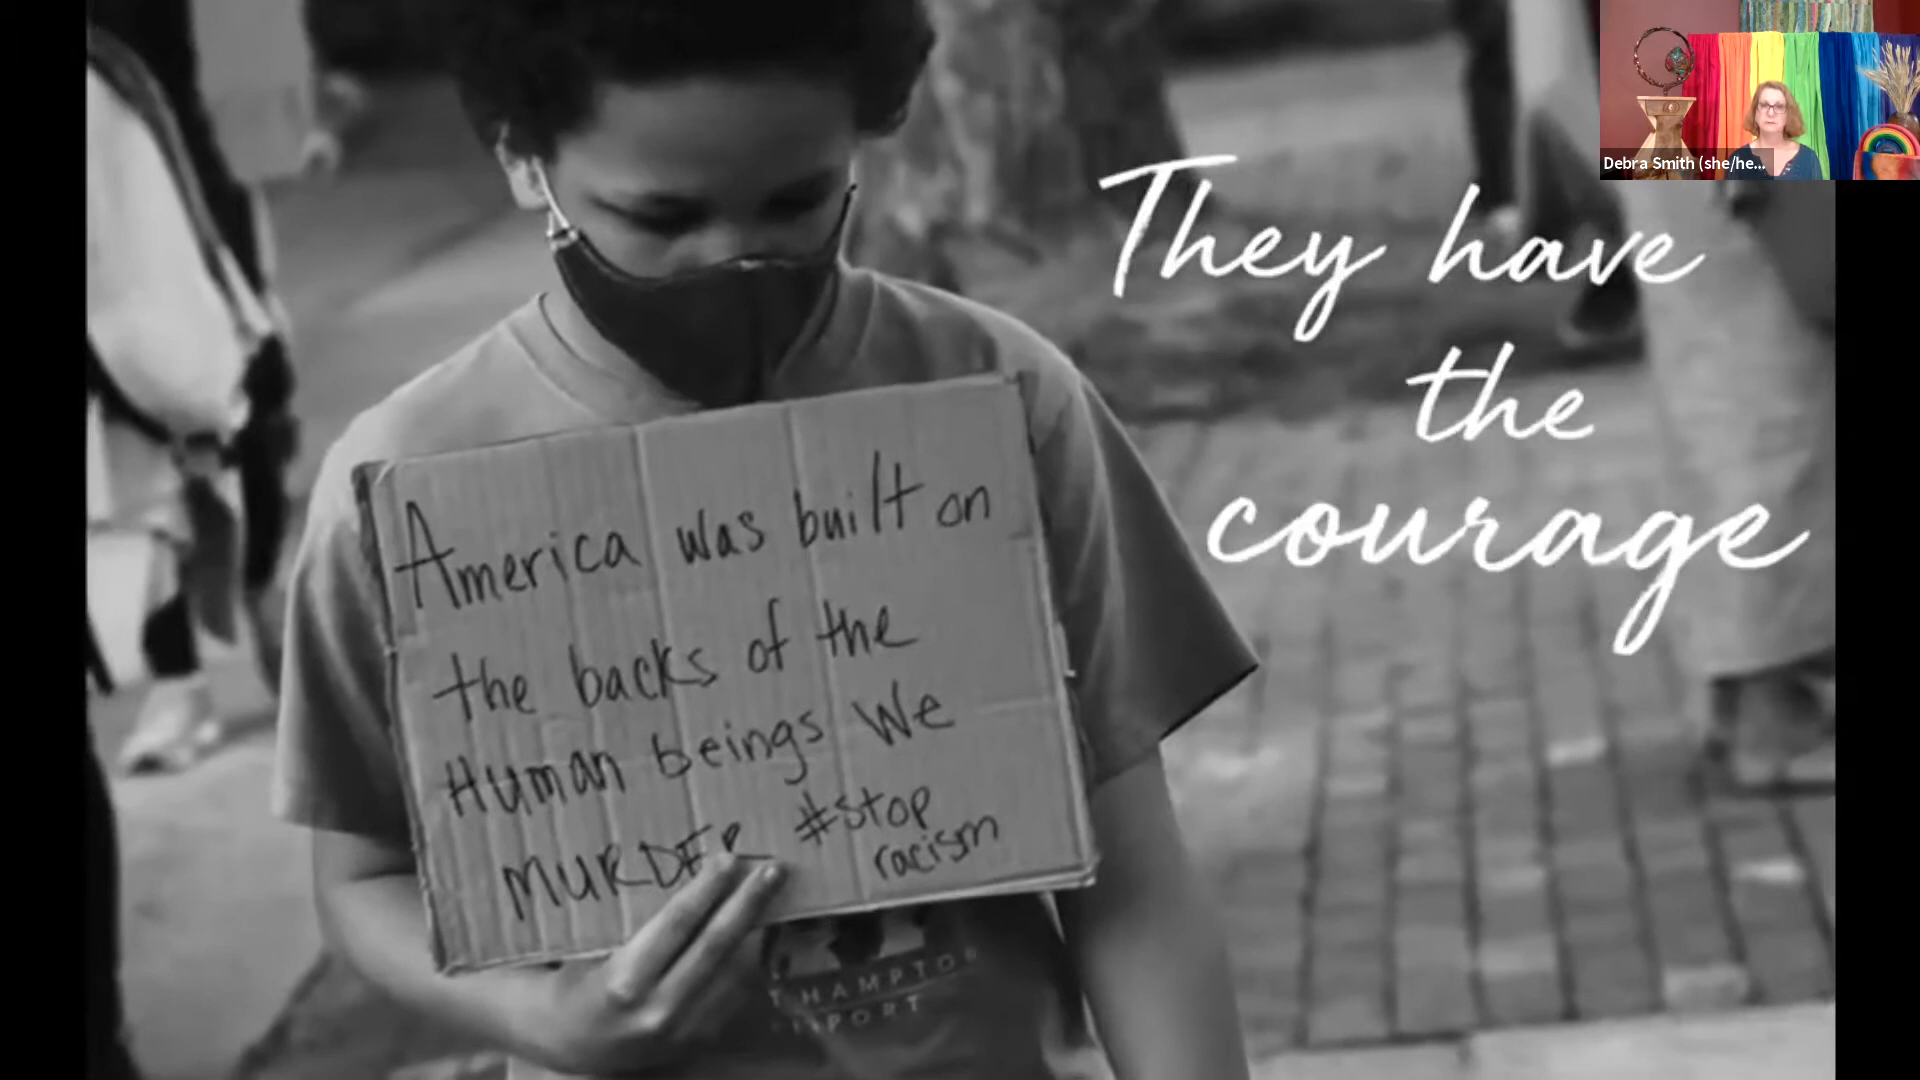 They have
the
courage
America was built on
the backs of the
Human beings We
MURDER #stop
racism
HAMPTON
Debra Smith (she/he...